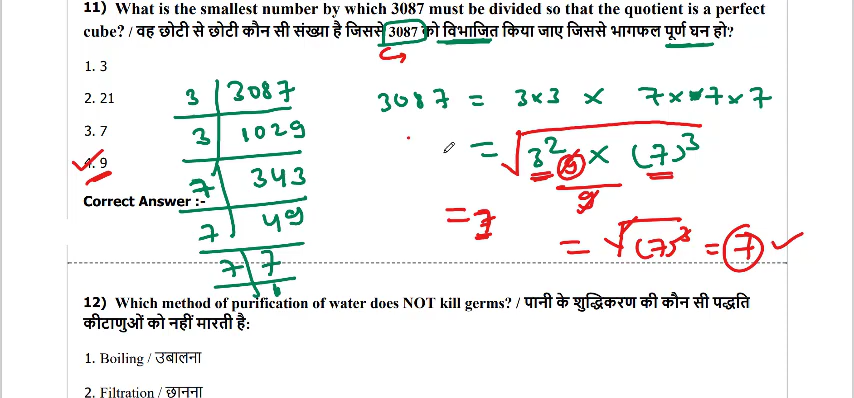 11) What is the smallest number by which 3087 must be divided so that the quotient is a perfect
cube? / वह छोटी से छोटी कौन सी संख्या है जिससे 3087 को विभाजित किया जाए जिससे भागफल पूर्ण घन हो?
1. 3
2. 21
3. 7
4. 9
Correct Answer :-
3 3087
3 1029
7 343
7 49
7 7
1
3087 = 3×3 × 7×7×7
= √3² × (7)³
9
= 7
= √(7)³ = 7
12) Which method of purification of water does NOT kill germs? / पानी के शुद्धिकरण की कौन सी पद्धति
कीटाणुओं को नहीं मारती है:
1. Boiling / उबालना
2. Filtration / छानना